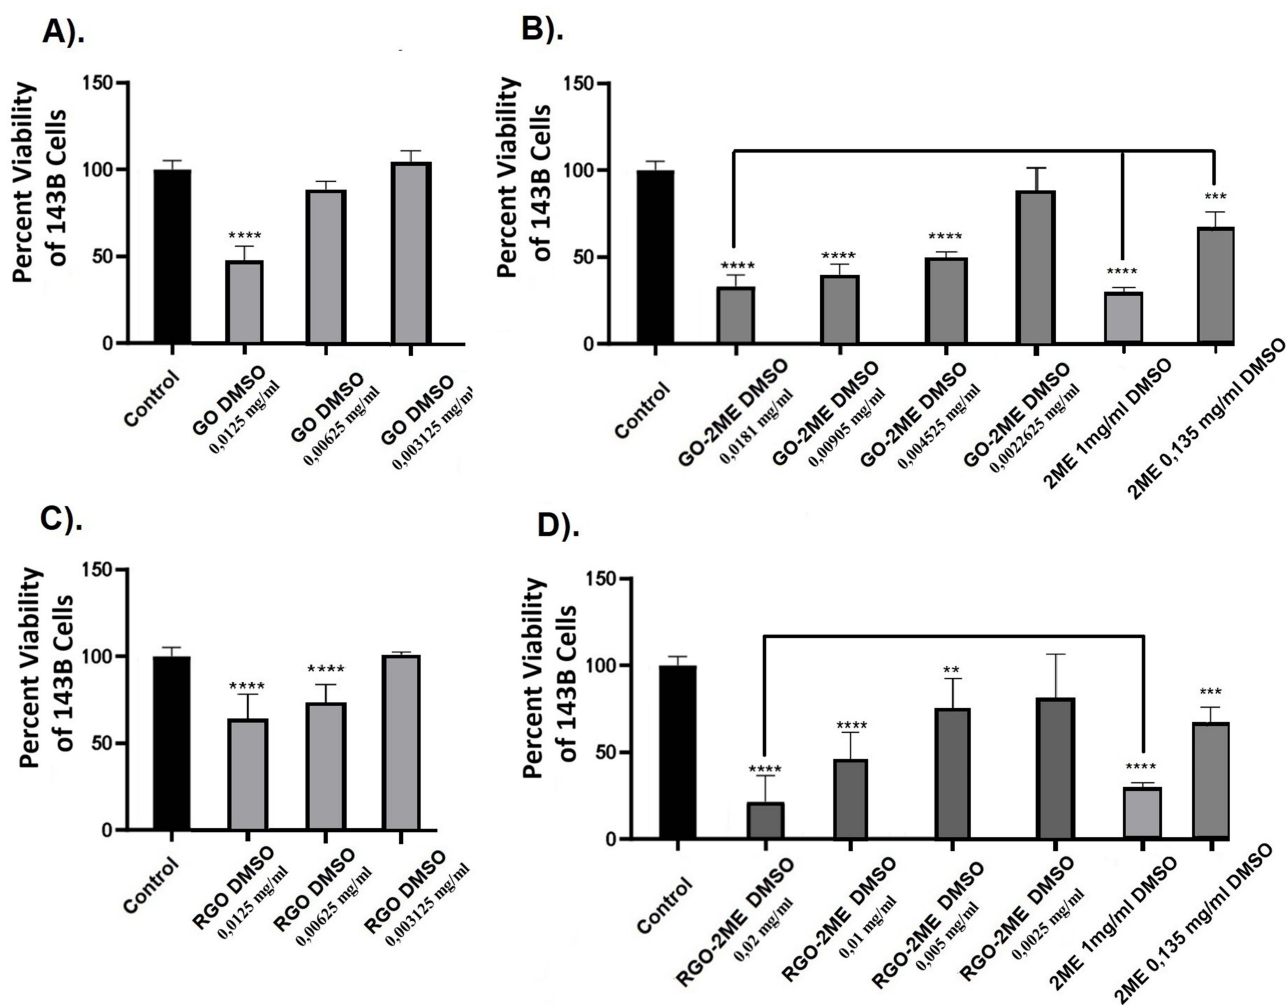 A).
Percent Viability
of 143B Cells
150
100
50
0
****
Control
GO DMSO
0,0125 mg/ml
GO DMSO
0,00625 mg/ml
GO DMSO
0,003125 mg/ml
B).
Percent Viability
of 143B Cells
150
100
50
0
****
****
****
****
***
Control
GO-2ME DMSO
0,0181 mg/ml
GO-2ME DMSO
0,00905 mg/ml
GO-2ME DMSO
0,004525 mg/ml
GO-2ME DMSO
0,0022625 mg/ml
2ME 1mg/ml DMSO
2ME 0,135 mg/ml DMSO
C).
Percent Viability
of 143B Cells
150
100
50
0
****
****
Control
RGO DMSO
0,0125 mg/ml
RGO DMSO
0,00625 mg/ml
RGO DMSO
0,003125 mg/ml
D).
Percent Viability
of 143B Cells
150
100
50
0
****
****
**
****
***
Control
RGO-2ME DMSO
0,02 mg/ml
RGO-2ME DMSO
0,01 mg/ml
RGO-2ME DMSO
0,005 mg/ml
RGO-2ME DMSO
0,0025 mg/ml
2ME 1mg/ml DMSO
2ME 0,135 mg/ml DMSO